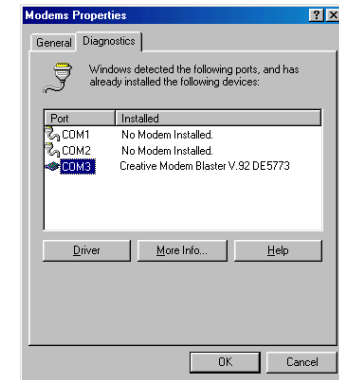 Modems Properties
General Diagnostics
Windows detected the following ports, and has
already installed the following devices:
Port Installed
COM1 No Modem Installed.
COM2 No Modem Installed.
COM3 Creative Modem Blaster V.92 DE5773
Driver More Info... Help
OK Cancel